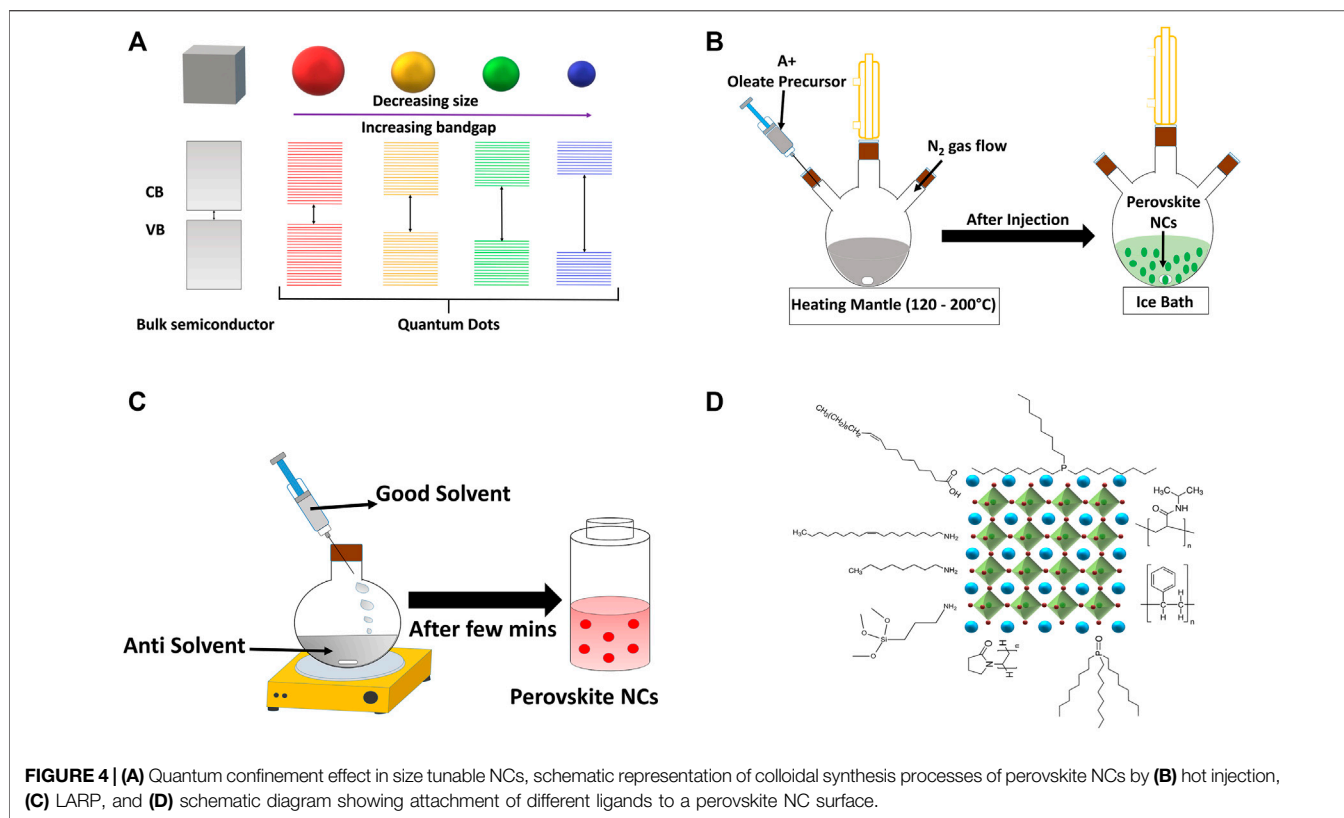 A
Decreasing size
Increasing bandgap
CB
VB
Bulk semiconductor
Quantum Dots
B
A+
Oleate Precursor
N₂ gas flow
After Injection
Perovskite
NCs
Heating Mantle (120 - 200°C)
Ice Bath
C
Good Solvent
Anti Solvent
After few mins
Perovskite NCs
D
CH₃(CH₂)₆CH₂
O
OH
P
H₃C
NH₂
CH₃
NH₂
H₃C
CH₃
O
NH
n
O
O
Si
O
NH₂
O
N
H
H
n
H
C
C
H
H
n
O
P
FIGURE 4 | (A) Quantum confinement effect in size tunable NCs, schematic representation of colloidal synthesis processes of perovskite NCs by (B) hot injection,
(C) LARP, and (D) schematic diagram showing attachment of different ligands to a perovskite NC surface.